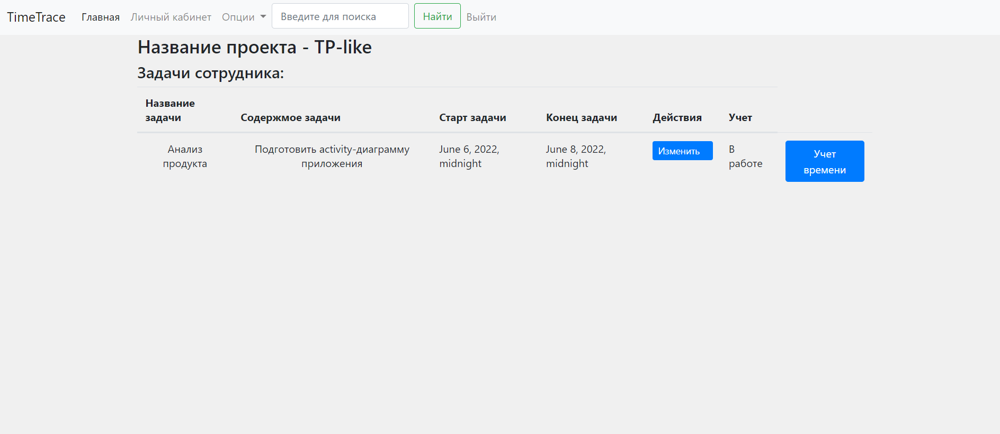 TimeTrace Главная Личный кабинет Опции Введите для поиска Найти Выйти
Название проекта - TP-like
Задачи сотрудника:
Название
задачи Содержмое задачи Старт задачи Конец задачи Действия Учет
Анализ Подготовить activity-диаграмму June 6, 2022, June 8, 2022, Изменить В Учет
продукта приложения midnight midnight работе времени